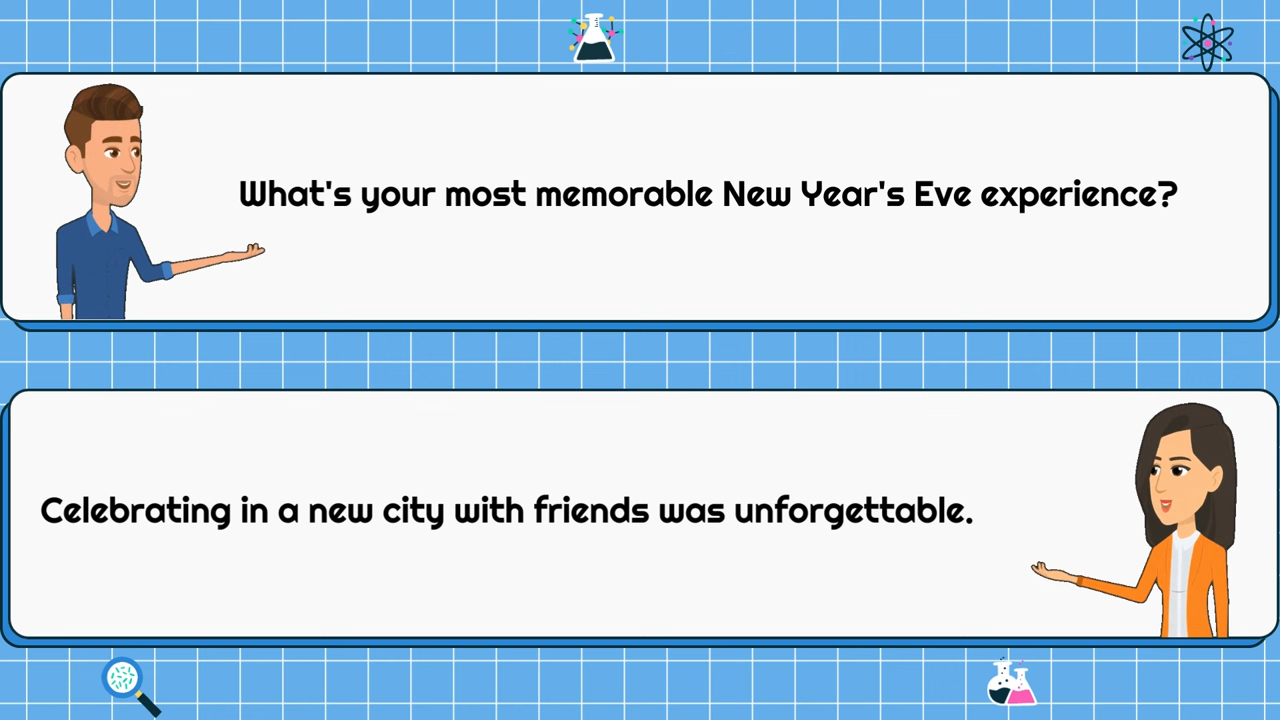 What's your most memorable New Year's Eve experience?
Celebrating in a new city with friends was unforgettable.